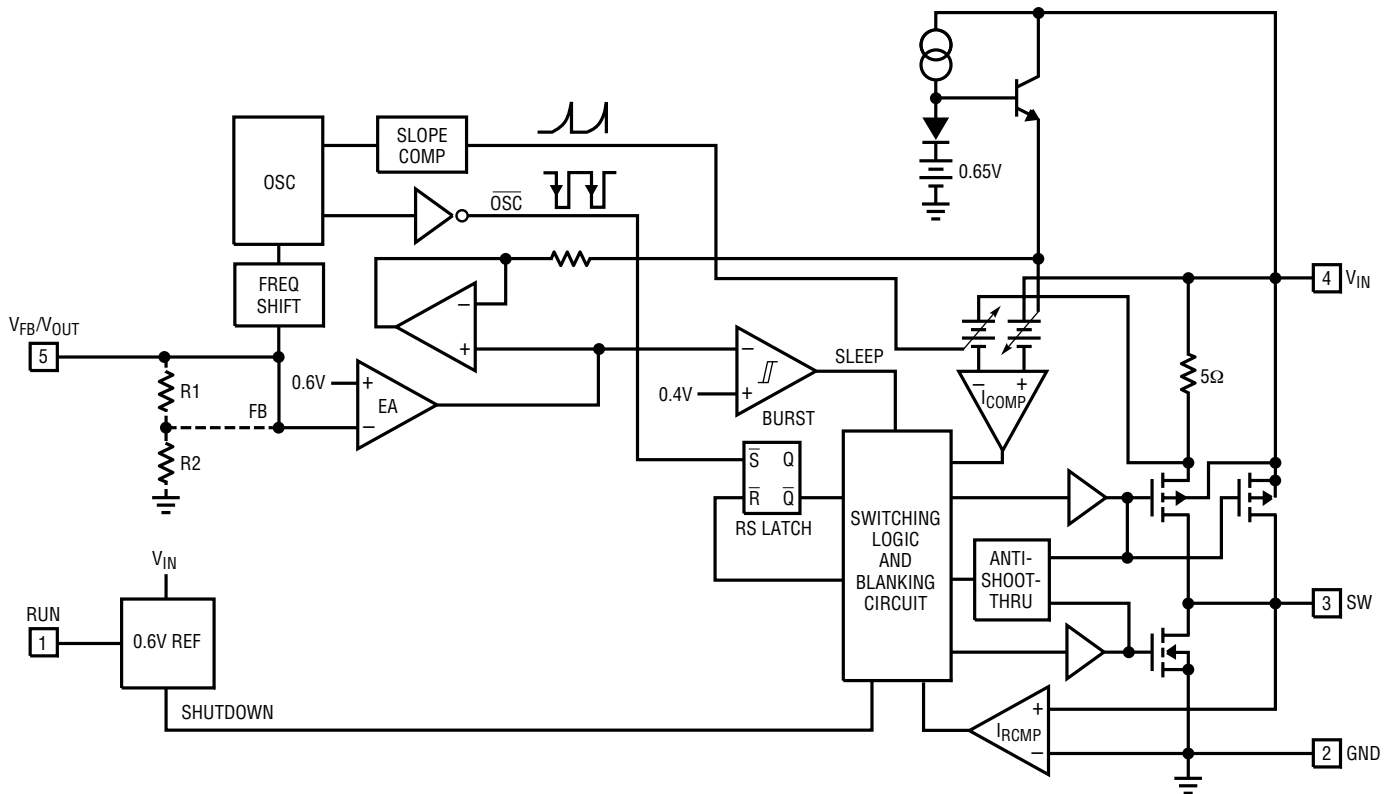 SLOPE
COMP
OSC
0.65V
O̅S̅C̅
FREQ
SHIFT
4 VIN
VFB/VOUT
5
−
+
− +
ICOMP
5Ω
SLEEP
0.6V
+
EA
−
R1
FB
R2
−
0.4V
+
BURST
S̅ Q
R̅ Q̅
RS LATCH
SWITCHING
LOGIC
AND
BLANKING
CIRCUIT
ANTI-
SHOOT-
THRU
VIN
RUN
1
0.6V REF
3 SW
SHUTDOWN
+
IRCMP
−
2 GND